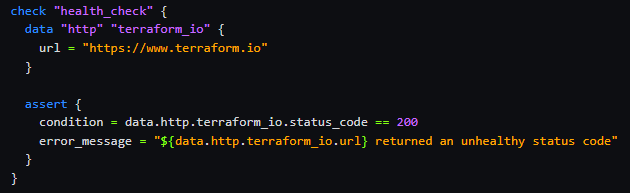 check "health_check" {
  data "http" "terraform_io" {
    url = "https://www.terraform.io"
  }

  assert {
    condition = data.http.terraform_io.status_code == 200
    error_message = "${data.http.terraform_io.url} returned an unhealthy status code"
  }
}